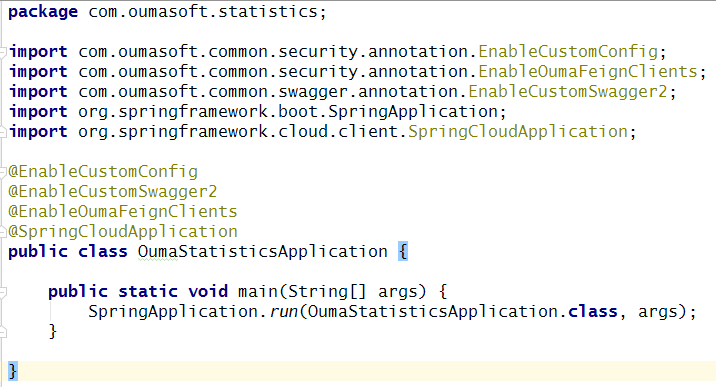 package com.oumasoft.statistics;
import com.oumasoft.common.security.annotation.EnableCustomConfig;
import com.oumasoft.common.security.annotation.EnableOumaFeignClients;
import com.oumasoft.common.swagger.annotation.EnableCustomSwagger2;
import org.springframework.boot.SpringApplication;
import org.springframework.cloud.client.SpringCloudApplication;
@EnableCustomConfig
@EnableCustomSwagger2
@EnableOumaFeignClients
@SpringCloudApplication
public class OumaStatisticsApplication {
    public static void main(String[] args) {
        SpringApplication.run(OumaStatisticsApplication.class, args);
    }
}